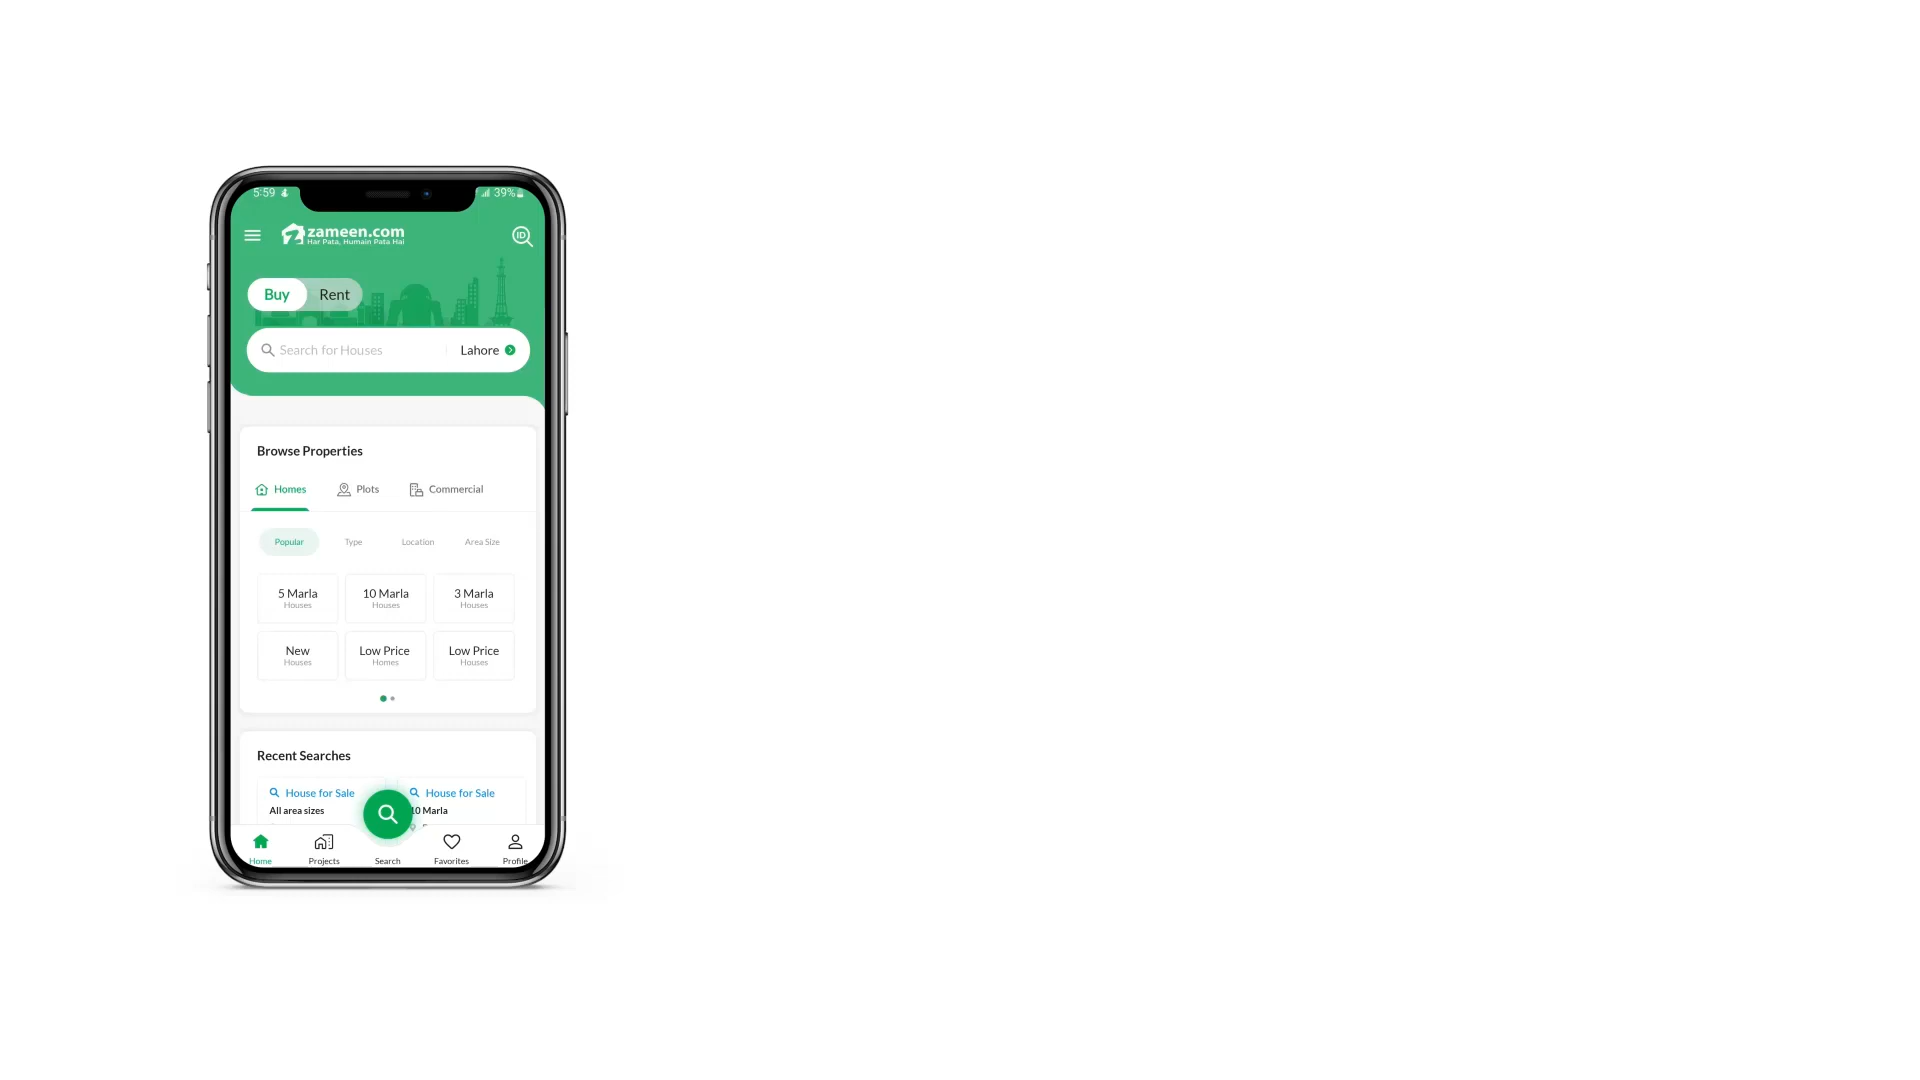 5:59
39%
zameen.com
Har Pata, Humain Pata Hai
ID
Buy Rent
Search for Houses Lahore
Browse Properties
Homes Plots Commercial
Popular Type Location Area Size
5 Marla 10 Marla 3 Marla
Houses Houses Houses
New Low Price Low Price
Houses Homes Houses
Recent Searches
House for Sale House for Sale
All area sizes 10 Marla
Home Projects Search Favorites Profile